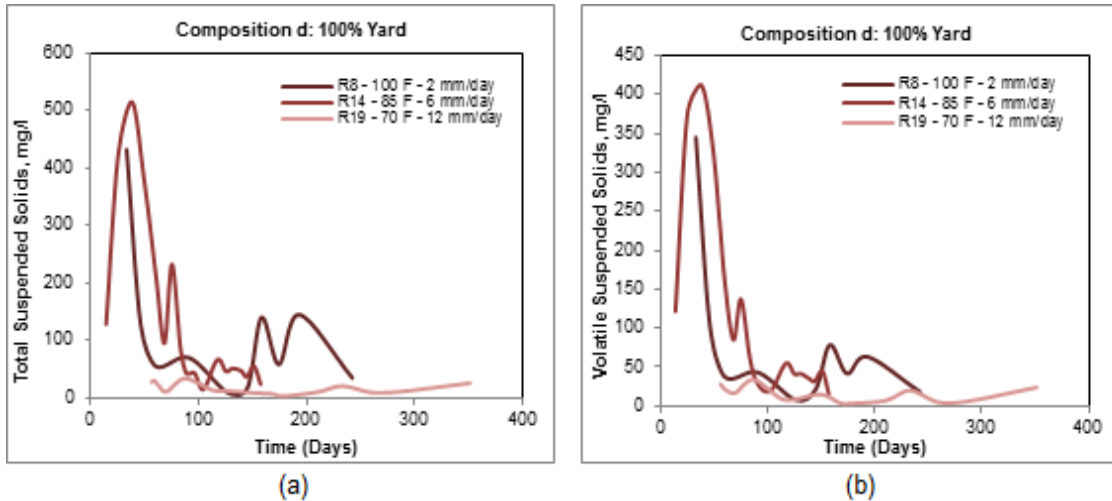 Composition d: 100% Yard
Total Suspended Solids, mg/l
600
500
400
300
200
100
0
R8 - 100 F - 2 mm/day
R14 - 85 F - 6 mm/day
R19 - 70 F - 12 mm/day
0 100 200 300 400
Time (Days)
(a)
Composition d: 100% Yard
Volatile Suspended Solids, mg/l
450
400
350
300
250
200
150
100
50
0
R8 - 100 F - 2 mm/day
R14 - 85 F - 6 mm/day
R19 - 70 F - 12 mm/day
0 100 200 300 400
Time (Days)
(b)